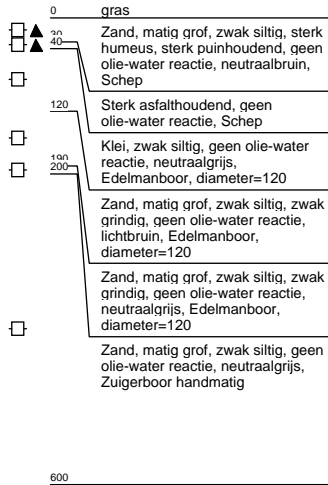 0 gras
30 Zand, matig grof, zwak siltig, sterk
40 humeus, sterk puinhoudend, geen
olie-water reactie, neutraalbruin,
Schep
120 Sterk asfalthoudend, geen
olie-water reactie, Schep
Klei, zwak siltig, geen olie-water
190 reactie, neutraalgrijs,
200 Edelmanboor, diameter=120
Zand, matig grof, zwak siltig, zwak
grindig, geen olie-water reactie,
lichtbruin, Edelmanboor,
diameter=120
Zand, matig grof, zwak siltig, zwak
grindig, geen olie-water reactie,
neutraalgrijs, Edelmanboor,
diameter=120
Zand, matig grof, zwak siltig, geen
olie-water reactie, neutraalgrijs,
Zuigerboor handmatig
600